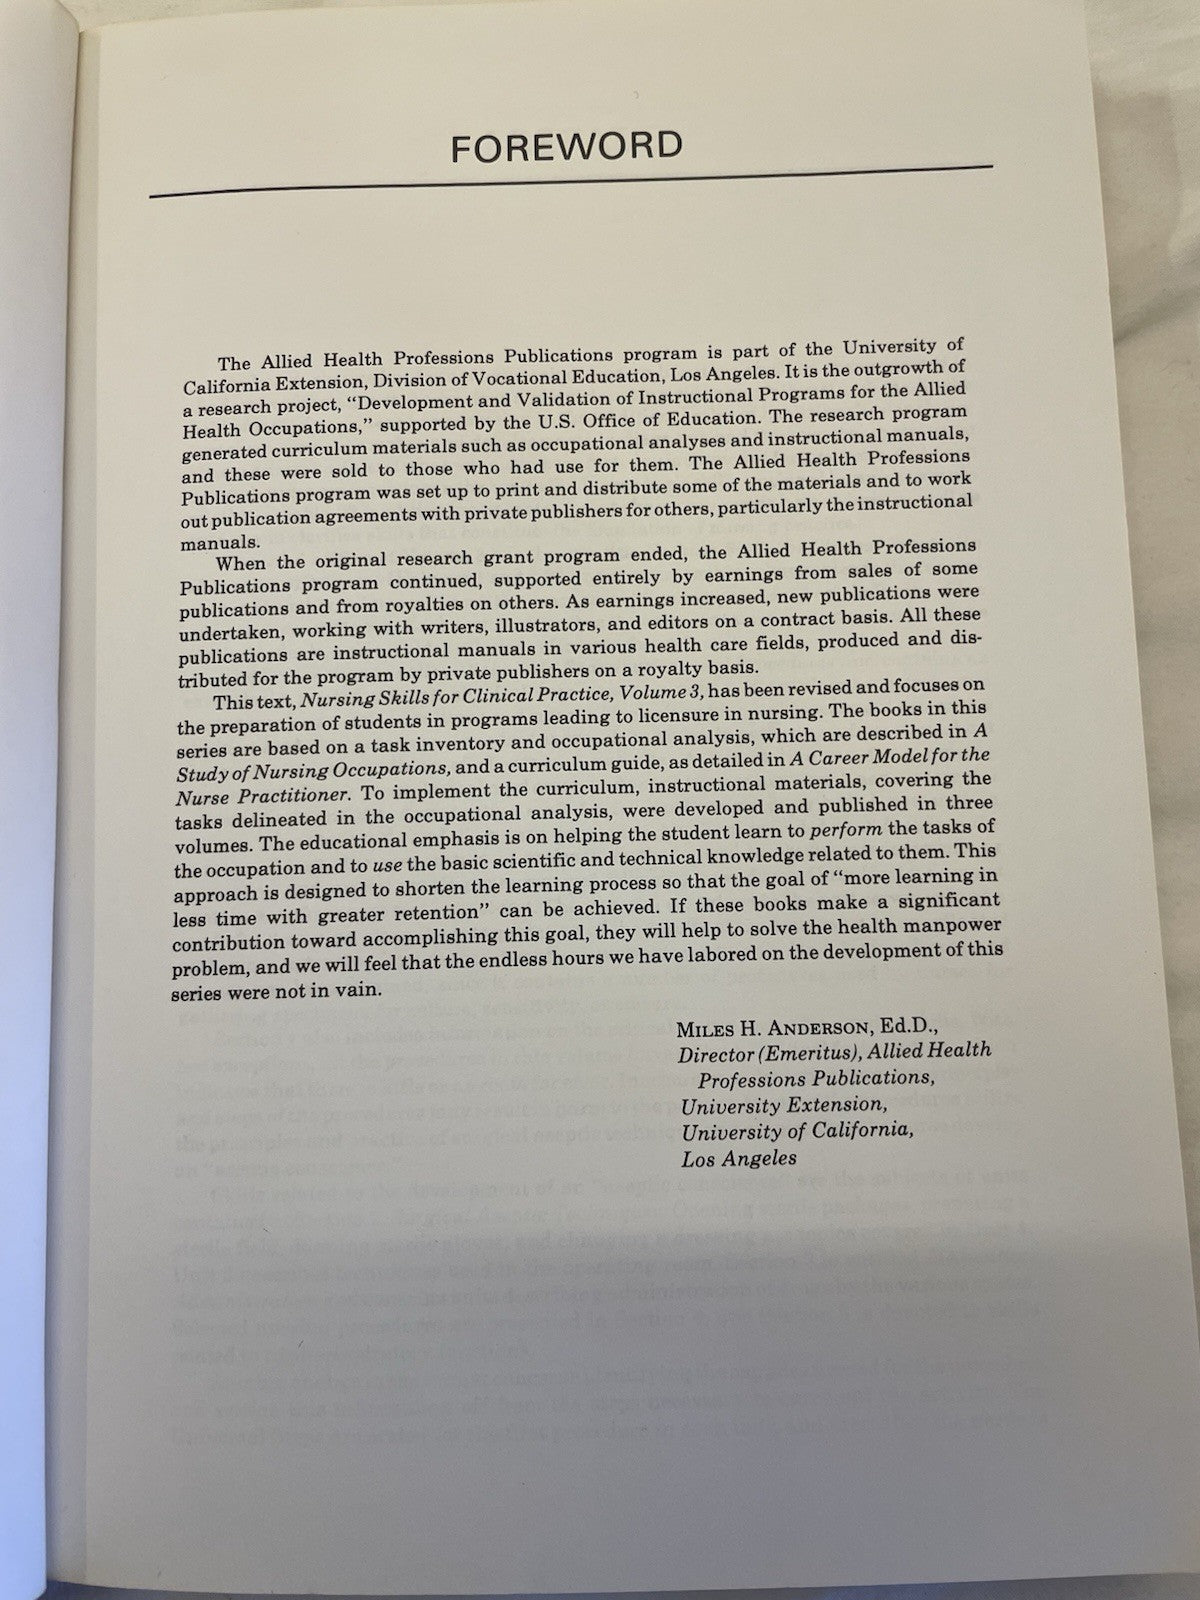 FOREWORD
The Allied Health Professions Publications program is part of the University of
California Extension, Division of Vocational Education, Los Angeles. It is the outgrowth of
a research project, “Development and Validation of Instructional Programs for the Allied
Health Occupations,” supported by the U.S. Office of Education. The research program
generated curriculum materials such as occupational analyses and instructional manuals,
and these were sold to those who had use for them. The Allied Health Professions
Publications program was set up to print and distribute some of the materials and to work
out publication agreements with private publishers for others, particularly the instructional
manuals.
When the original research grant program ended, the Allied Health Professions
Publications program continued, supported entirely by earnings from sales of some
publications and from royalties on others. As earnings increased, new publications were
undertaken, working with writers, illustrators, and editors on a contract basis. All these
publications are instructional manuals in various health care fields, produced and dis-
tributed for the program by private publishers on a royalty basis.
This text, Nursing Skills for Clinical Practice, Volume 3, has been revised and focuses on
the preparation of students in programs leading to licensure in nursing. The books in this
series are based on a task inventory and occupational analysis, which are described in A
Study of Nursing Occupations, and a curriculum guide, as detailed in A Career Model for the
Nurse Practitioner. To implement the curriculum, instructional materials, covering the
tasks delineated in the occupational analysis, were developed and published in three
volumes. The educational emphasis is on helping the student learn to perform the tasks of
the occupation and to use the basic scientific and technical knowledge related to them. This
approach is designed to shorten the learning process so that the goal of “more learning in
less time with greater retention” can be achieved. If these books make a significant
contribution toward accomplishing this goal, they will help to solve the health manpower
problem, and we will feel that the endless hours we have labored on the development of this
series were not in vain.
MILES H. ANDERSON, Ed.D.,
Director (Emeritus), Allied Health
Professions Publications,
University Extension,
University of California,
Los Angeles